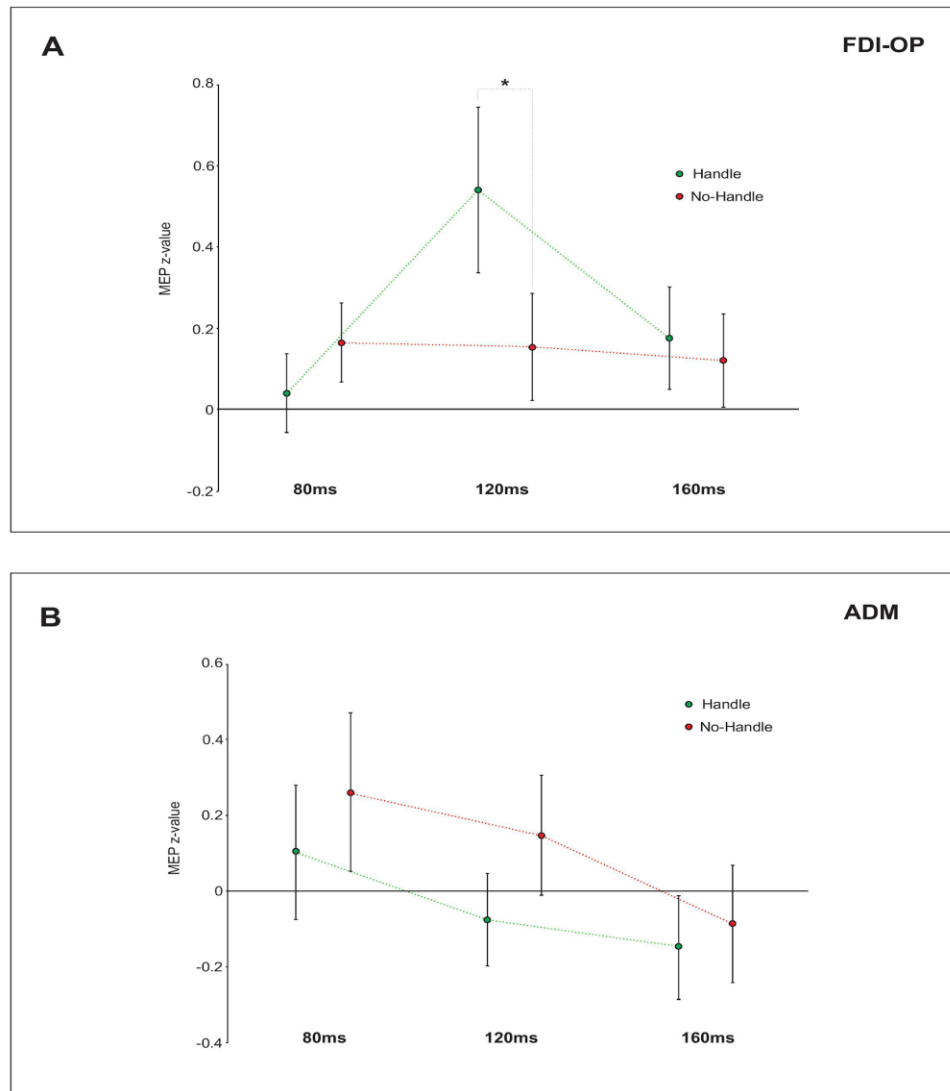 A
FDI-OP
0.8
*
0.6
Handle
No-Handle
0.4
MEP z-value
0.2
0
-0.2
80ms 120ms 160ms
B
ADM
0.6
Handle
No-Handle
0.4
MEP z-value
0.2
0
-0.2
80ms 120ms 160ms
-0.4